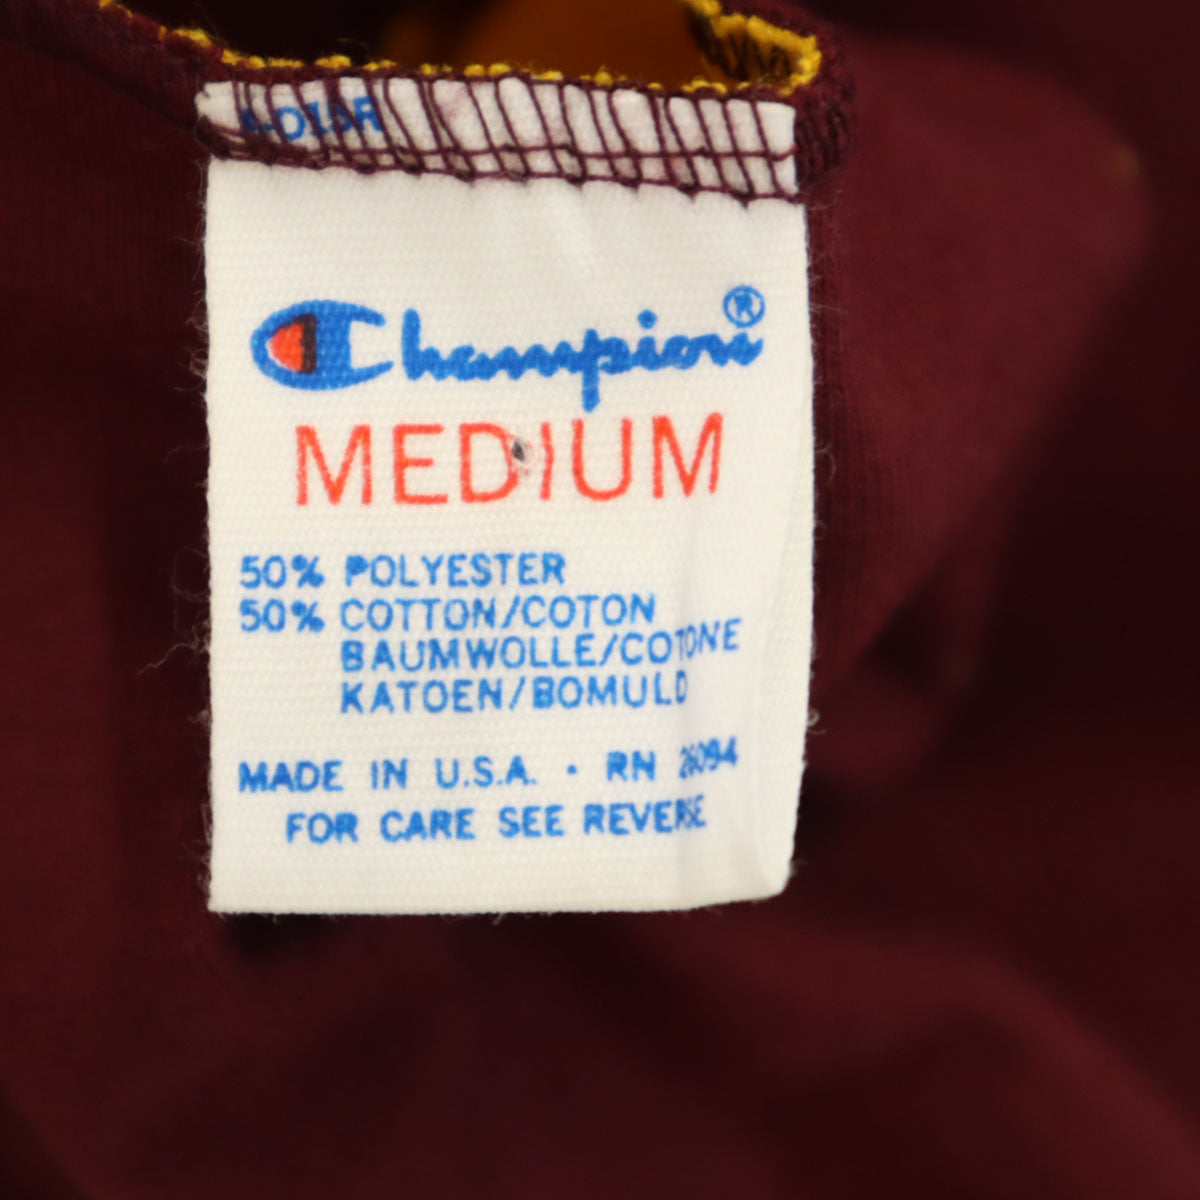 Champion®
MEDIUM
50% POLYESTER
50% COTTON/COTON
BAUMWOLLE/COTONE
KATOEN/BOMULD
MADE IN U.S.A. · RN 26094
FOR CARE SEE REVERSE